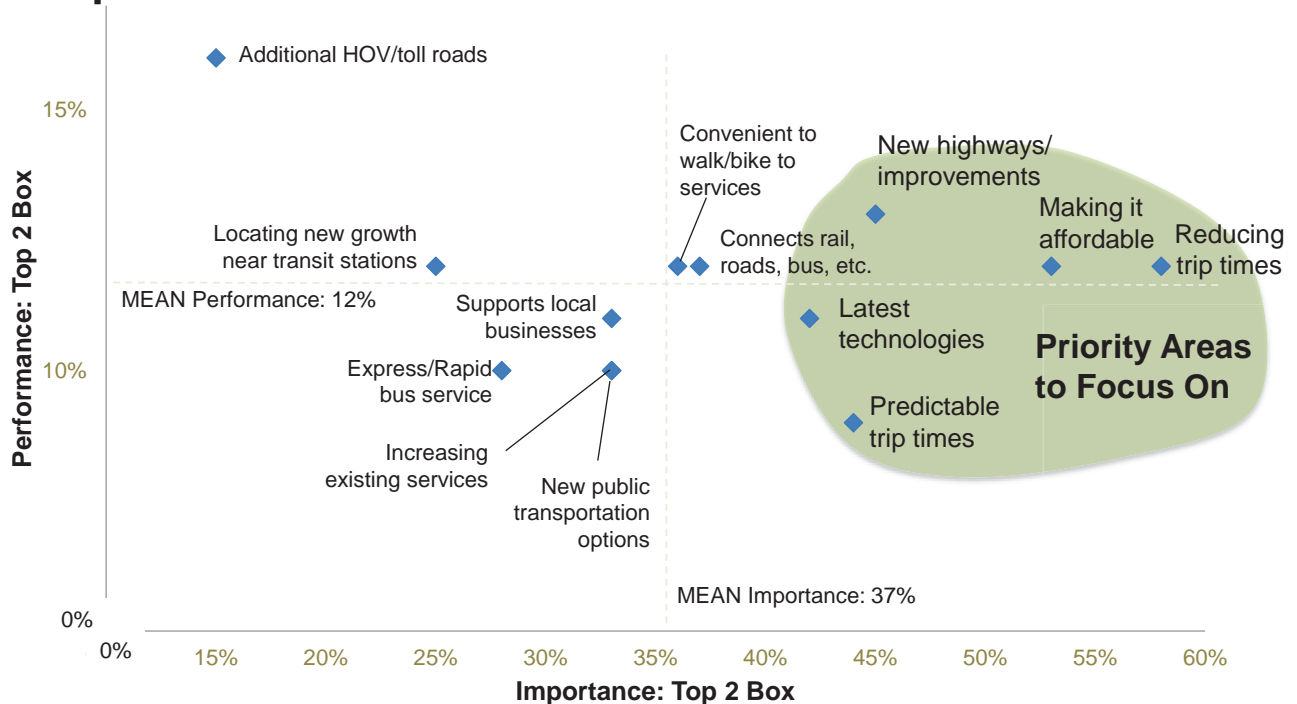 Additional HOV/toll roads
15%
Convenient to
walk/bike to
services
New highways/
improvements
Making it
affordable
Reducing
trip times
Locating new growth
near transit stations
Connects rail,
roads, bus, etc.
MEAN Performance: 12%
Supports local
businesses
Latest
technologies
Priority Areas
to Focus On
10%
Express/Rapid
bus service
Predictable
trip times
Increasing
existing services
New public
transportation
options
Performance: Top 2 Box
MEAN Importance: 37%
0%
0%
15%
20%
25%
30%
35%
40%
45%
50%
55%
60%
Importance: Top 2 Box